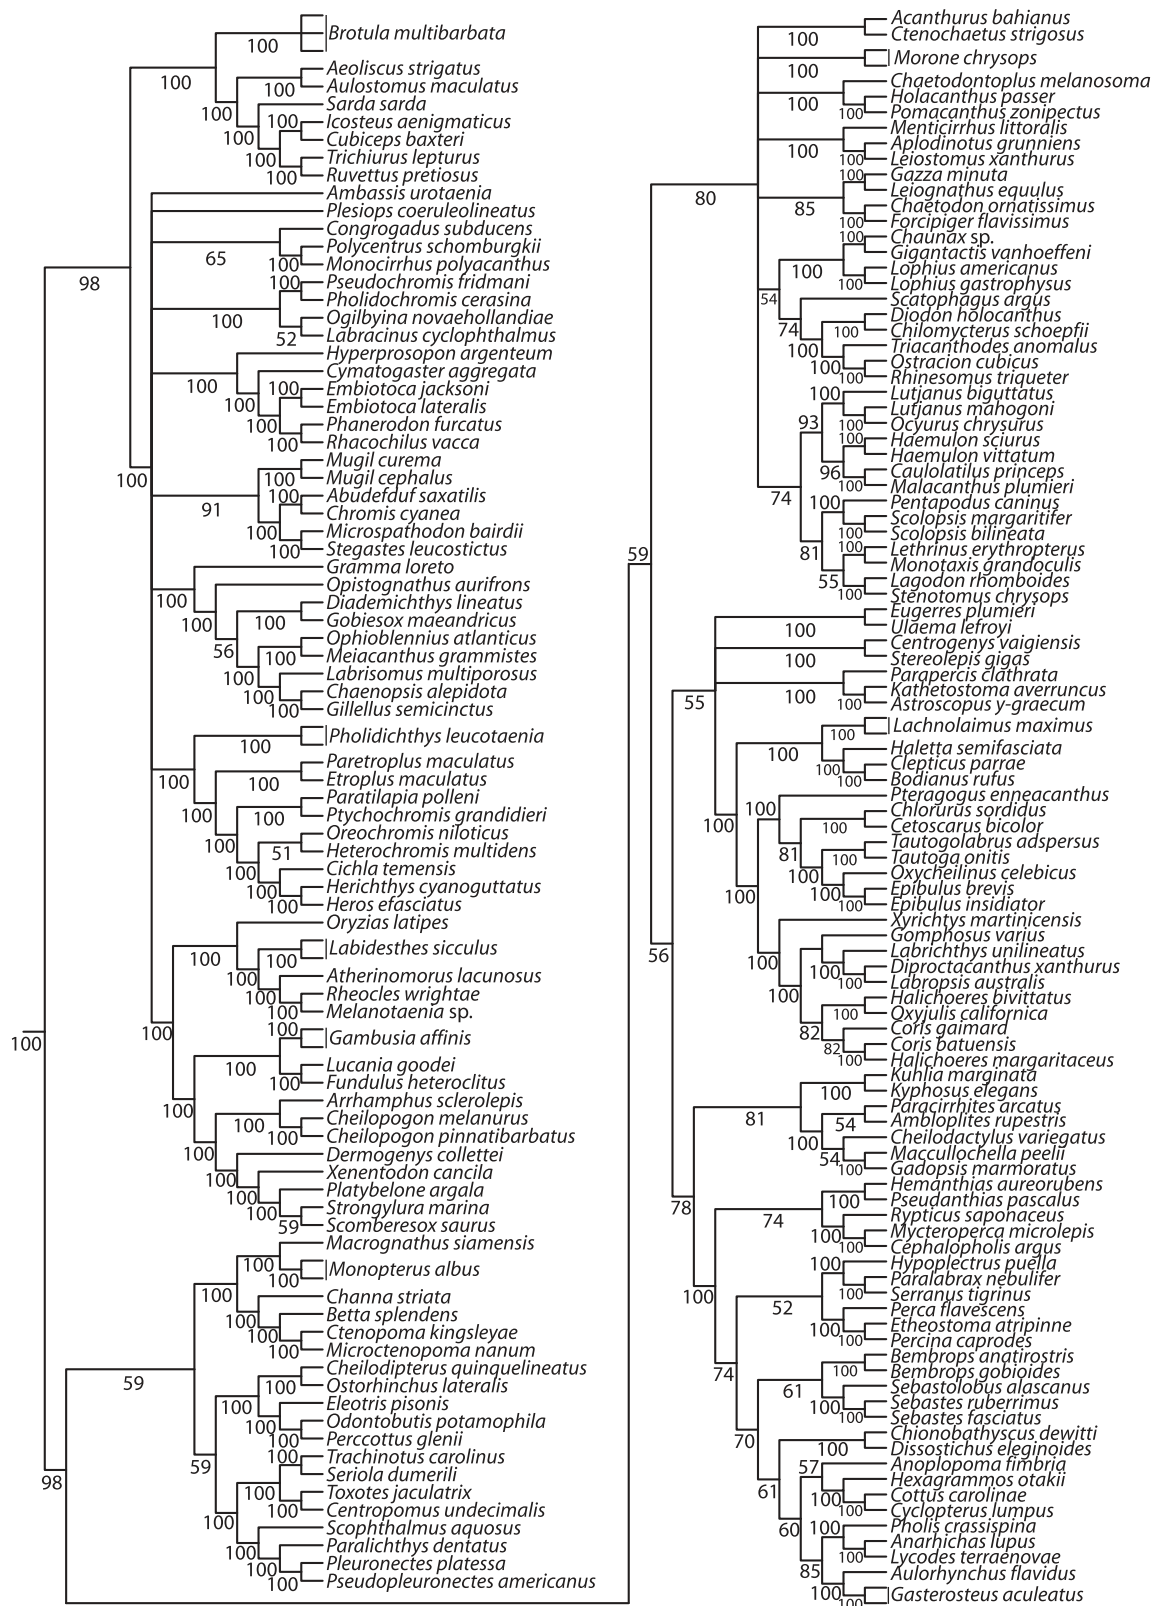 Brotula multibarbata
100
Aeoliscus strigatus
100
Aulostomus maculatus
100
100
Sarda sarda
100
Icosteus aenigmaticus
100
Cubiceps baxteri
Trichiurus lepturus
100
Ruvettus pretiosus
100
Ambassis urotaenia
Plesiops coeruleolineatus
Congrogadus subducens
65
Polycentrus schomburgkii
Monocirrhus polyacanthus
100
98
Pseudochromis fridmani
100
Pholidochromis cerasina
100
Ogilbyina novaehollandiae
Labracinus cyclophthalmus
52
Hyperprosopon argenteum
Cymatogaster aggregata
100
Embiotoca jacksoni
100
Embiotoca lateralis
100
Phanerodon furcatus
100
Rhacochilus vacca
100
Mugil curema
Mugil cephalus
100
100
Abudefduf saxatilis
100
91
Chromis cyanea
Microspathodon bairdii
100
Stegastes leucostictus
100
Gramma loreto
Opistognathus aurifrons
100
Diademichthys lineatus
Gobiesox maeandricus
100
100
Ophioblennius atlanticus
Meiacanthus grammistes
56
100
Labrisomus multiporosus
100
Chaenopsis alepidota
100
Gillellus semicinctus
100
Pholidichthys leucotaenia
100
Paretroplus maculatus
Etroplus maculatus
100
100
Paratilapia polleni
Ptychochromis grandidieri
100
100
Oreochromis niloticus
Heterochromis multidens
100
51
Cichla temensis
100
Herichthys cyanoguttatus
100
Heros efasciatus
100
Oryzias latipes
Labidesthes sicculus
100
100
Atherinomorus lacunosus
100
Rheocles wrightae
100
Melanotaenia sp.
100
100
100
Gambusia affinis
100
Lucania goodei
100
Fundulus heteroclitus
100
Arrhamphus sclerolepis
100
Cheilopogon melanurus
100
Cheilopogon pinnatibarbatus
100
Dermogenys collettei
100
Xenentodon cancila
Platybelone argala
100
Strongylura marina
100
Scomberesox saurus
59
Macrognathus siamensis
Monopterus albus
100
100
Channa striata
100
Betta splendens
100
Ctenopoma kingsleyae
100
Microctenopoma nanum
100
Cheilodipterus quinquelineatus
59
Ostorhinchus lateralis
100
Eleotris pisonis
100
Odontobutis potamophila
100
Perccottus glenii
100
Trachinotus carolinus
100
59
Seriola dumerili
98
Toxotes jaculatrix
100
Centropomus undecimalis
100
100
Scophthalmus aquosus
Paralichthys dentatus
100
Pleuronectes platessa
100
Pseudopleuronectes americanus
100
Acanthurus bahianus
Ctenochaetus strigosus
100
Morone chrysops
100
Chaetodontoplus melanosoma
Holacanthus passer
100
Pomacanthus zonipectus
100
Menticirrhus littoralis
Aplodinotus grunniens
100
Leiostomus xanthurus
100
Gazza minuta
100
Leiognathus equulus
80
Chaetodon ornatissimus
85
Forcipiger flavissimus
100
Chaunax sp.
100
Gigantactis vanhoeffeni
Lophius americanus
100
Lophius gastrophysus
100
54
Scatophagus argus
Diodon holocanthus
74
Chilomycterus schoepfii
100
Triacanthodes anomalus
100
Ostracion cubicus
100
Rhinesomus triqueter
100
Lutjanus biguttatus
100
Lutjanus mahogoni
Ocyurus chrysurus
93
100
Haemulon sciurus
100
Haemulon vittatum
Caulolatilus princeps
96
Malacanthus plumieri
100
74
Pentapodus caninus
100
Scolopsis margaritifer
Scolopsis bilineata
100
Lethrinus erythropterus
100
81
Monotaxis grandoculis
59
Lagodon rhomboides
55
Stenotomus chrysops
100
Eugerres plumieri
Ulaema lefroyi
100
Centrogenys vaigiensis
Stereolepis gigas
100
Parapercis clathrata
Kathetostoma averruncus
55
100
Astroscopus y-graecum
100
Lachnolaimus maximus
100
Haletta semifasciata
100
Clepticus parrae
100
Bodianus rufus
100
Pteragogus enneacanthus
100
Chlorurus sordidus
Cetoscarus bicolor
100
100
Tautogolabrus adspersus
Tautoga onitis
81
100
Oxycheilinus celebicus
100
Epibulus brevis
100
Epibulus insidiator
100
100
Xyrichtys martinicensis
Gomphosus varius
Labrichthys unilineatus
56
100
Diproctacanthus xanthurus
100
Labropsis australis
100
100
Halichoeres bivittatus
Oxyjulis californica
100
Coris gaimard
82
Coris batuensis
82
Halichoeres margaritaceus
100
Kuhlia marginata
Kyphosus elegans
100
Paracirrhites arcatus
81
Ambloplites rupestris
54
Cheilodactylus variegatus
100
Maccullochella peelii
54
Gadopsis marmoratus
100
Hemanthias aureorubens
Pseudanthias pascalus
100
78
Rypticus saponaceus
74
Mycteroperca microlepis
100
Cephalopholis argus
100
Hypoplectrus puella
100
Paralabrax nebulifer
Serranus tigrinus
100
100
Perca flavescens
52
Etheostoma atripinne
100
Percina caprodes
100
Bembrops anatirostris
Bembrops gobioides
74
100
Sebastolobus alascanus
61
Sebastes ruberrimus
100
Sebastes fasciatus
100
Chionobathyscus dewitti
70
Dissostichus eleginoides
100
Anoplopoma fimbria
57
Hexagrammos otakii
61
Cottus carolinae
100
Cyclopterus lumpus
100
Pholis crassispina
60
100
Anarhichas lupus
Lycodes terraenovae
100
Aulorhynchus flavidus
85
Gasterosteus aculeatus
100
100